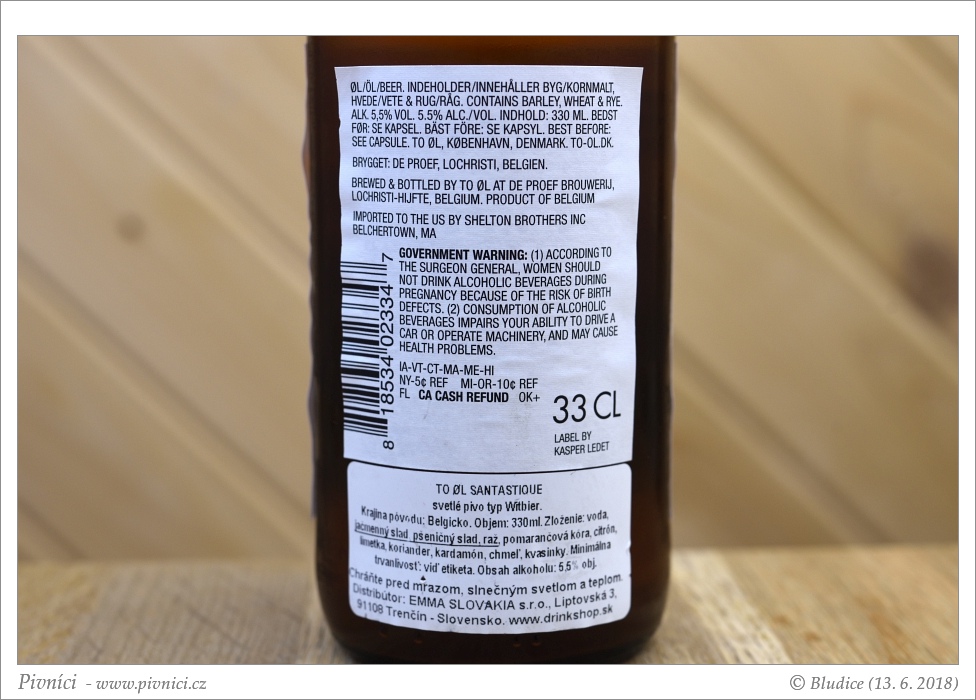 ØL/ÖL/BEER. INDEHOLDER/INNEHÅLLER BYG/KORNMALT,
HVEDE/VETE & RUG/RÅG. CONTAINS BARLEY, WHEAT & RYE.
ALK. 5,5% VOL. 5.5% ALC./VOL. INDHOLD: 330 ML. BEDST
FØR: SE KAPSEL. BÄST FÖRE: SE KAPSYL. BEST BEFORE:
SEE CAPSULE. TO ØL, KØBENHAVN, DENMARK. TO-OL.DK.
BRYGGET: DE PROEF, LOCHRISTI, BELGIEN.
BREWED & BOTTLED BY TO ØL AT DE PROEF BROUWERIJ,
LOCHRISTI-HIJFTE, BELGIUM. PRODUCT OF BELGIUM
IMPORTED TO THE US BY SHELTON BROTHERS INC
BELCHERTOWN, MA
GOVERNMENT WARNING: (1) ACCORDING TO
THE SURGEON GENERAL, WOMEN SHOULD
NOT DRINK ALCOHOLIC BEVERAGES DURING
PREGNANCY BECAUSE OF THE RISK OF BIRTH
DEFECTS. (2) CONSUMPTION OF ALCOHOLIC
BEVERAGES IMPAIRS YOUR ABILITY TO DRIVE A
CAR OR OPERATE MACHINERY, AND MAY CAUSE
HEALTH PROBLEMS.
IA-VT-CT-MA-ME-HI
NY-5¢ REF MI-OR-10¢ REF
FL CA CASH REFUND OK+
8 18534 02334 7
33 CL
LABEL BY
KASPER LEDET
TO ØL SANTASTIQUE
svetlé pivo typ Witbier.
Krajina pôvodu: Belgicko. Objem: 330ml. Zloženie: voda,
jačmenný slad, pšeničný slad, raž, pomarančová kôra, citrón,
limetka, koriander, kardamón, chmeľ, kvasinky. Minimálna
trvanlivosť: viď etiketa. Obsah alkoholu: 5,5% obj.
Chráňte pred mrazom, slnečným svetlom a teplom.
Distribútor: EMMA SLOVAKIA s.r.o., Liptovská 3,
91108 Trenčín - Slovensko. www.drinkshop.sk
Pivníci - www.pivnici.cz
© Bludice (13. 6. 2018)